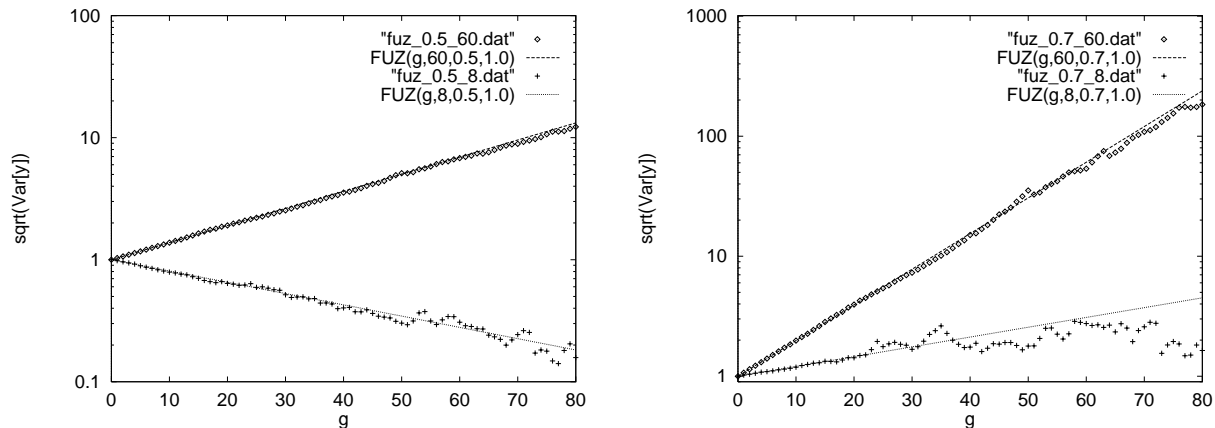 100
10
1
0.1
sqrt(Var[y])
0 10 20 30 40 50 60 70 80
g
"fuz_0.5_60.dat"
FUZ(g,60,0.5,1.0)
"fuz_0.5_8.dat"
FUZ(g,8,0.5,1.0)
1000
100
10
1
sqrt(Var[y])
0 10 20 30 40 50 60 70 80
g
"fuz_0.7_60.dat"
FUZ(g,60,0.7,1.0)
"fuz_0.7_8.dat"
FUZ(g,8,0.7,1.0)